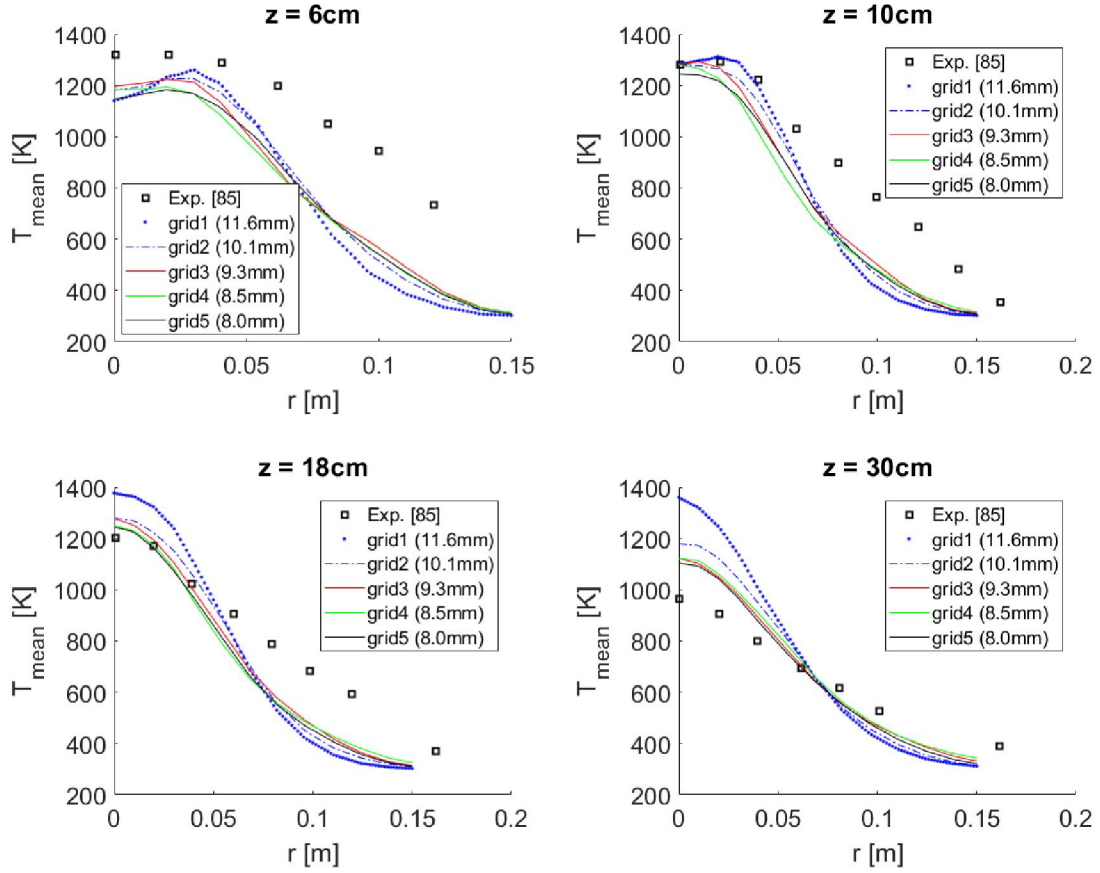 z = 6cm
1400
1200
1000
800
600
400
200
T_mean [K]
Exp. [85]
grid1 (11.6mm)
grid2 (10.1mm)
grid3 (9.3mm)
grid4 (8.5mm)
grid5 (8.0mm)
0 0.05 0.1 0.15
r [m]
z = 10cm
1400
1200
1000
800
600
400
200
T_mean [K]
Exp. [85]
grid1 (11.6mm)
grid2 (10.1mm)
grid3 (9.3mm)
grid4 (8.5mm)
grid5 (8.0mm)
0 0.05 0.1 0.15 0.2
r [m]
z = 18cm
1400
1200
1000
800
600
400
200
T_mean [K]
Exp. [85]
grid1 (11.6mm)
grid2 (10.1mm)
grid3 (9.3mm)
grid4 (8.5mm)
grid5 (8.0mm)
0 0.05 0.1 0.15 0.2
r [m]
z = 30cm
1400
1200
1000
800
600
400
200
T_mean [K]
Exp. [85]
grid1 (11.6mm)
grid2 (10.1mm)
grid3 (9.3mm)
grid4 (8.5mm)
grid5 (8.0mm)
0 0.05 0.1 0.15 0.2
r [m]